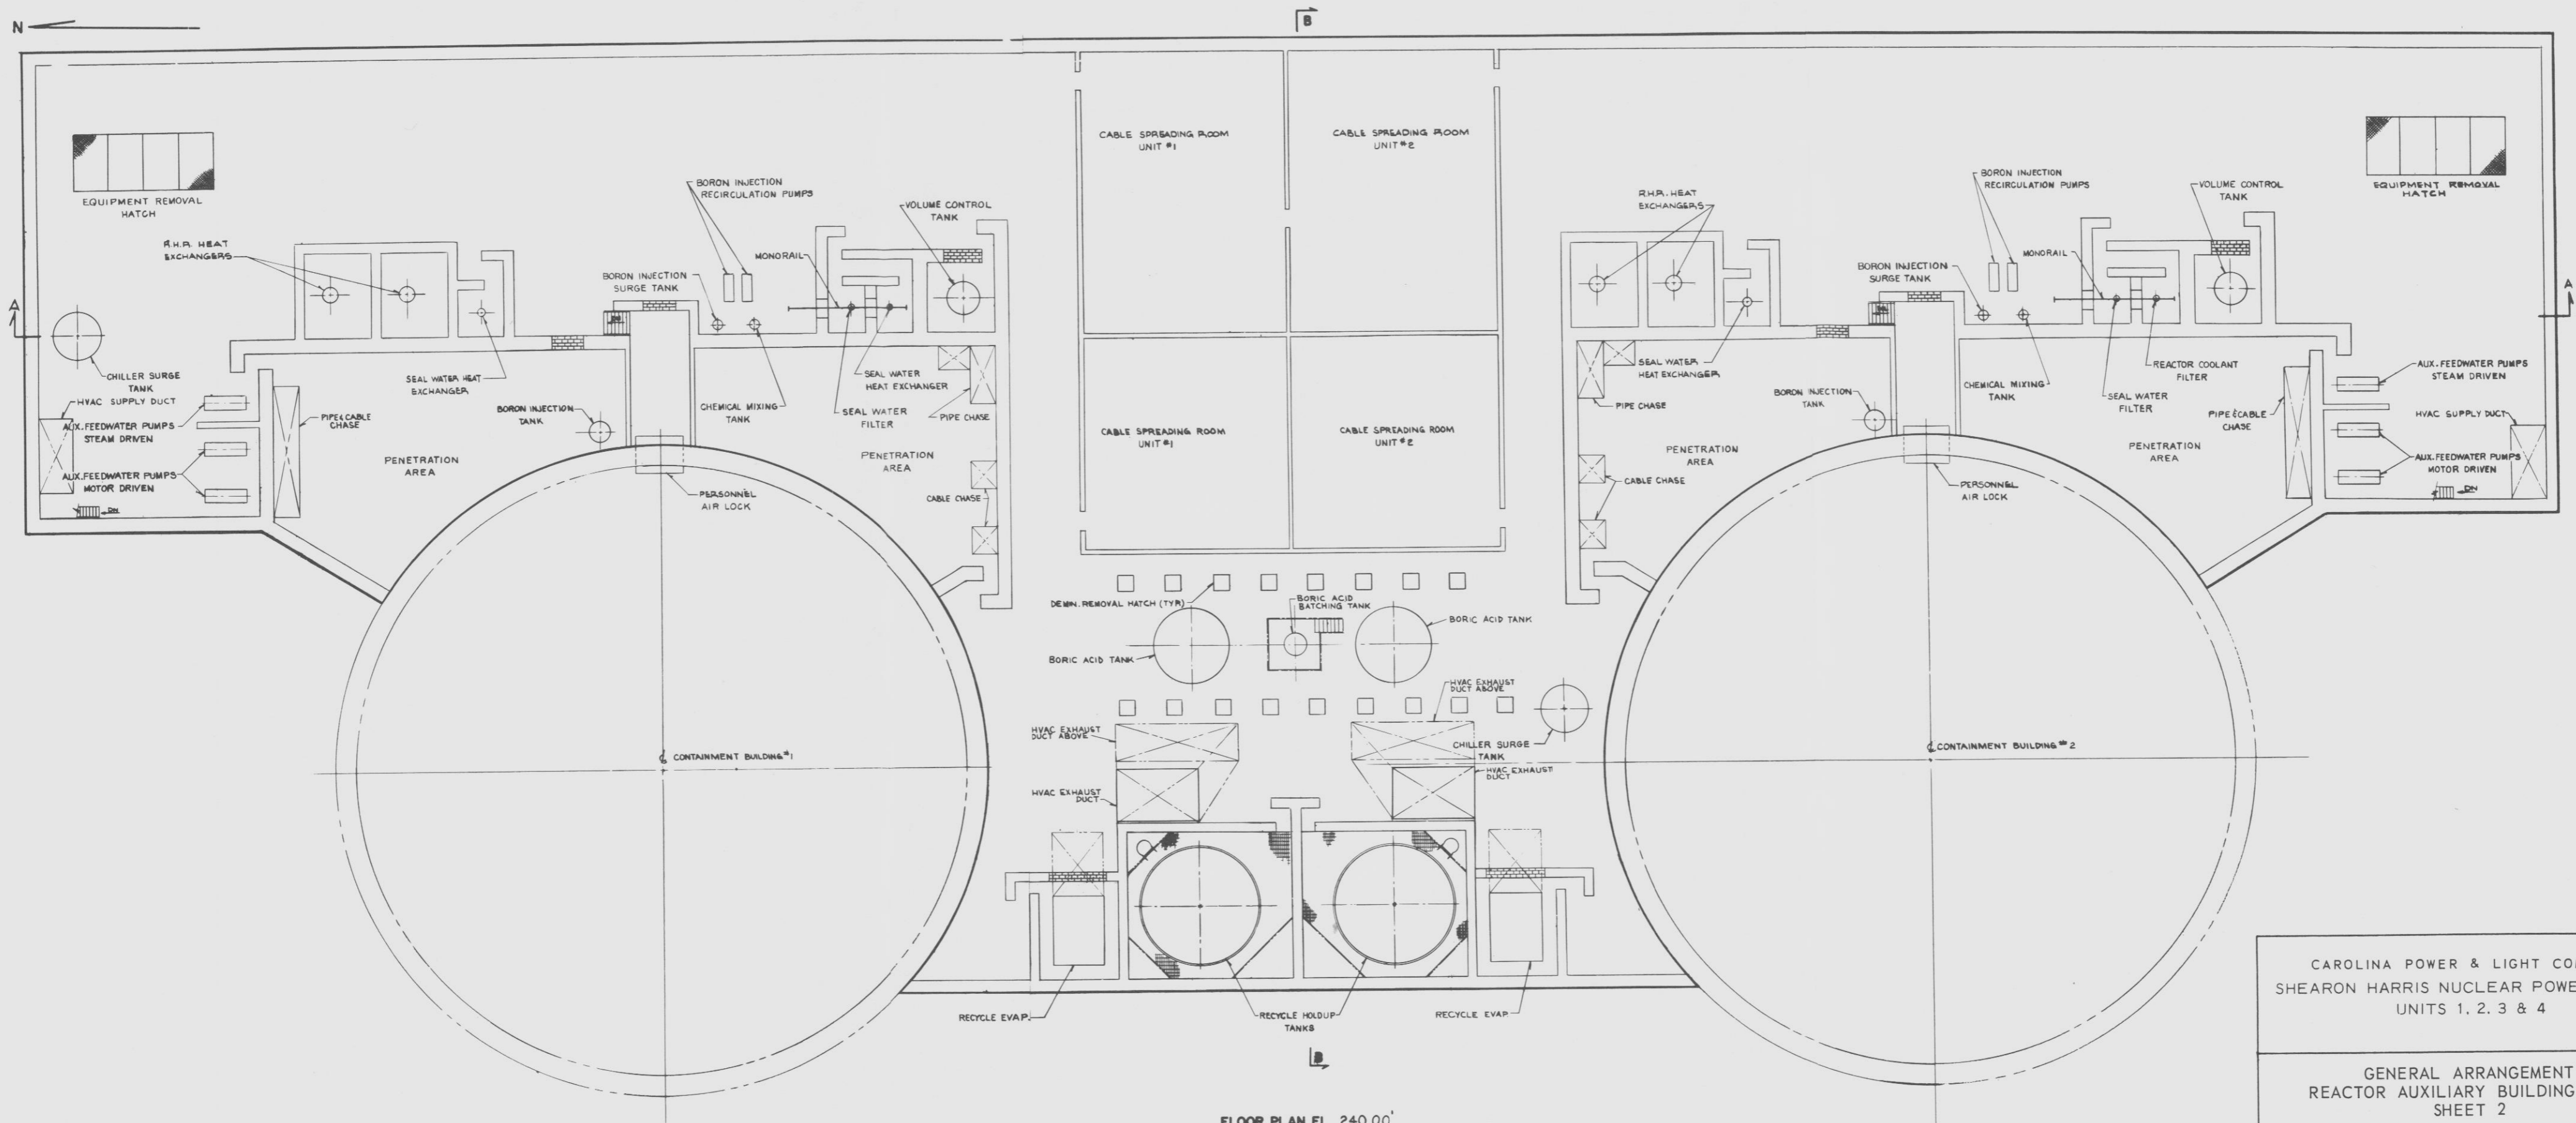 N
B
CABLE SPREADING ROOM
UNIT #1
CABLE SPREADING ROOM
UNIT #2
EQUIPMENT REMOVAL
HATCH
EQUIPMENT REMOVAL
HATCH
BORON INJECTION
RECIRCULATION PUMPS
VOLUME CONTROL
TANK
R.H.R. HEAT
EXCHANGERS
MONORAIL
BORON INJECTION
SURGE TANK
R.H.R. HEAT
EXCHANGERS
BORON INJECTION
RECIRCULATION PUMPS
VOLUME CONTROL
TANK
MONORAIL
BORON INJECTION
SURGE TANK
A
A
DN
CHILLER SURGE
TANK
HVAC SUPPLY DUCT
AUX. FEEDWATER PUMPS
STEAM DRIVEN
AUX. FEEDWATER PUMPS
MOTOR DRIVEN
DN
PIPE & CABLE
CHASE
SEAL WATER HEAT
EXCHANGER
BORON INJECTION
TANK
PENETRATION
AREA
CHEMICAL MIXING
TANK
SEAL WATER
HEAT EXCHANGER
SEAL WATER
FILTER
PIPE CHASE
PENETRATION
AREA
CABLE CHASE
PERSONNEL
AIR LOCK
CABLE SPREADING ROOM
UNIT #1
CABLE SPREADING ROOM
UNIT #2
SEAL WATER
HEAT EXCHANGER
PIPE CHASE
PENETRATION
AREA
CABLE CHASE
BORON INJECTION
TANK
CHEMICAL MIXING
TANK
REACTOR COOLANT
FILTER
SEAL WATER
FILTER
PIPE & CABLE
CHASE
PENETRATION
AREA
PERSONNEL
AIR LOCK
AUX. FEEDWATER PUMPS
STEAM DRIVEN
HVAC SUPPLY DUCT
AUX. FEEDWATER PUMPS
MOTOR DRIVEN
DN
DEMIN. REMOVAL HATCH (TYP.)
BORIC ACID
BATCHING TANK
BORIC ACID TANK
BORIC ACID TANK
HVAC EXHAUST
DUCT ABOVE
HVAC EXHAUST
DUCT ABOVE
CHILLER SURGE
TANK
HVAC EXHAUST
DUCT
HVAC EXHAUST
DUCT
CONTAINMENT BUILDING #1
CONTAINMENT BUILDING #2
RECYCLE EVAP.
RECYCLE HOLDUP
TANKS
RECYCLE EVAP
B
FLOOR PLAN EL. 240.00'
CAROLINA POWER & LIGHT CO
SHEARON HARRIS NUCLEAR POWE
UNITS 1, 2, 3 & 4
GENERAL ARRANGEMENT
REACTOR AUXILIARY BUILDING
SHEET 2